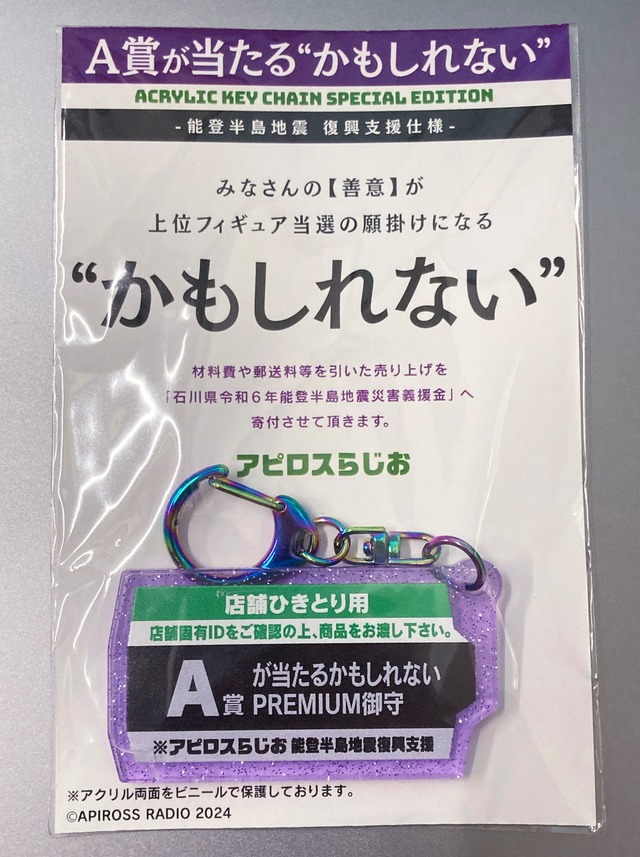 A賞が当たる“かもしれない”
ACRYLIC KEY CHAIN SPECIAL EDITION
-能登半島地震 復興支援仕様-
みなさんの【善意】が
上位フィギュア当選の願掛けになる
“かもしれない”
材料費や郵送料等を引いた売り上げを
「石川県令和6年能登半島地震災害義援金」へ
寄付させて頂きます。
アピロスらじお
店舗ひきとり用
店舗固有IDをご確認の上、商品をお渡し下さい。
A賞 が当たるかもしれない
PREMIUM御守
※アピロスらじお 能登半島地震復興支援
※アクリル両面をビニールで保護しております。
©APIROSS RADIO 2024